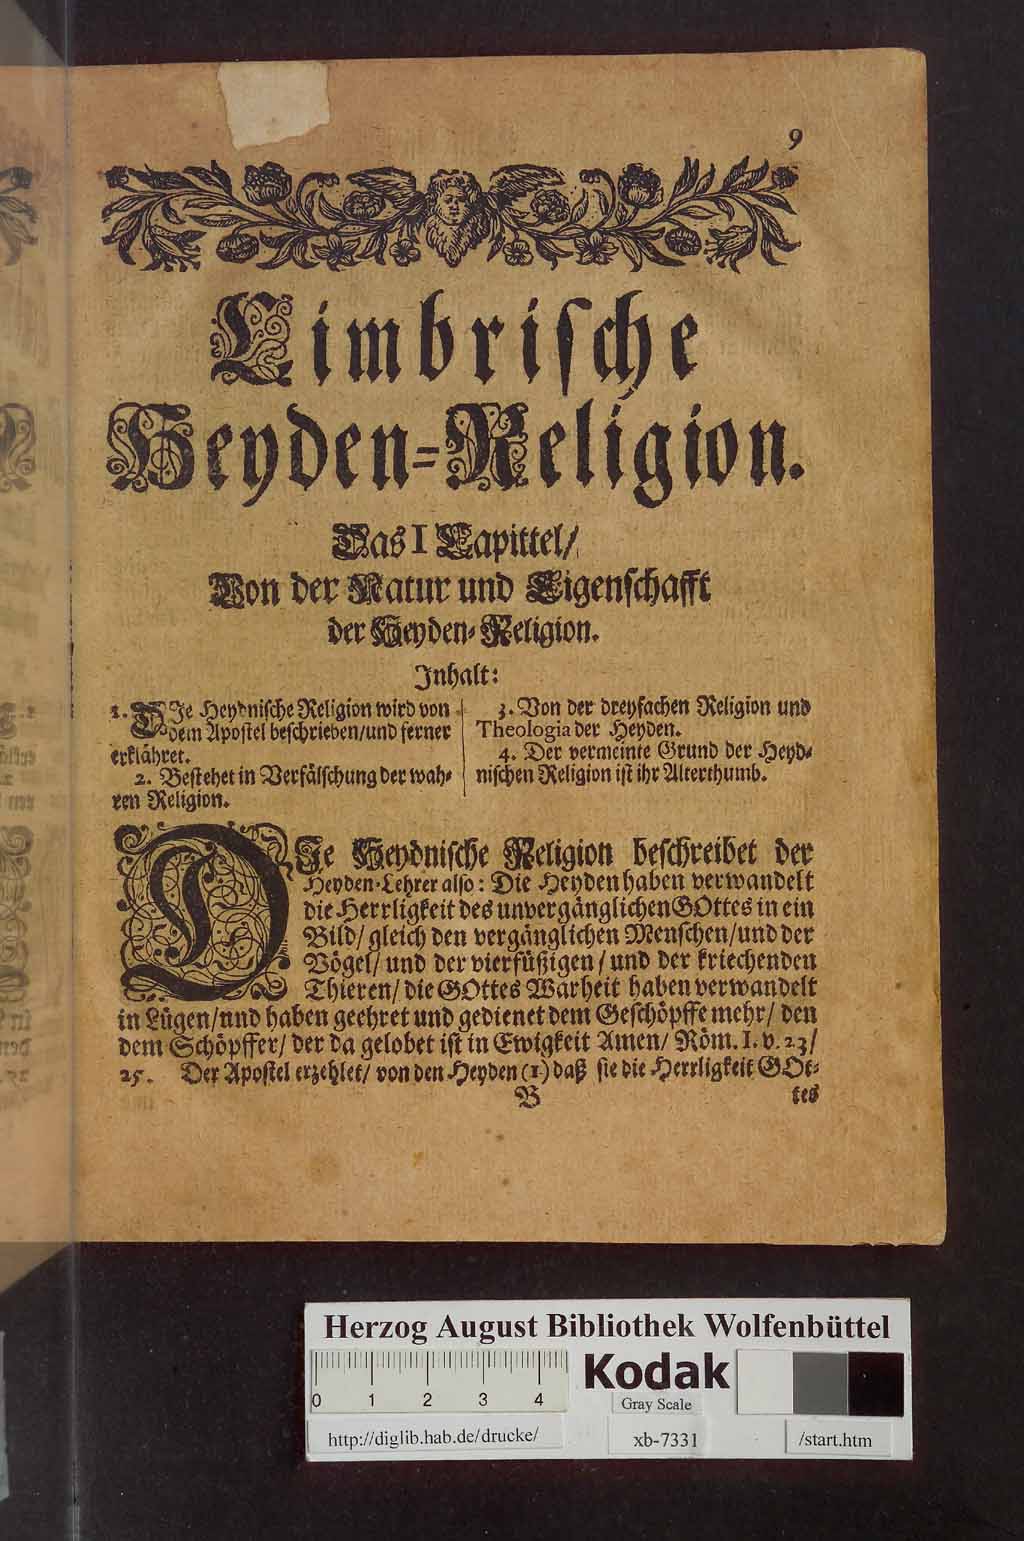 9
Cimbrische
Heyden-Religion.
Das I Capittel/
Von der Natur und Eigenschafft
der Heyden-Religion.
Inhalt:
1. DJe Heydnische Religion wird von
dem Apostel beschrieben/und ferner
erklähret.
2. Bestehet in Verfälschung der wah-
ren Religion.
3. Von der dreyfachen Religion und
Theologia der Heyden.
4. Der vermeinte Grund der Heyd-
nischen Religion ist ihr Alterthumb.
DJe Heydnische Religion beschreibet der
Heyden-Lehrer also: Die Heyden haben verwandelt
die Herrligkeit des unvergänglichen GOttes in ein
Bild/ gleich den vergänglichen Menschen/und der
Vögel/ und der vierfüßigen/ und der kriechenden
Thieren/ die GOttes Warheit haben verwandelt
in Lügen/nnd haben geehret und gedienet dem Geschöpffe mehr/ den
dem Schöpffer/ der da gelobet ist in Ewigkeit Amen/ Röm. I. v. 23/
25. Der Apostel erzehlet/ von den Heyden (1.) daß sie die Herrligkeit GOt-
B tes
Herzog August Bibliothek Wolfenbüttel
0 1 2 3 4
Kodak
Gray Scale
http://diglib.hab.de/drucke/ xb-7331 /start.htm